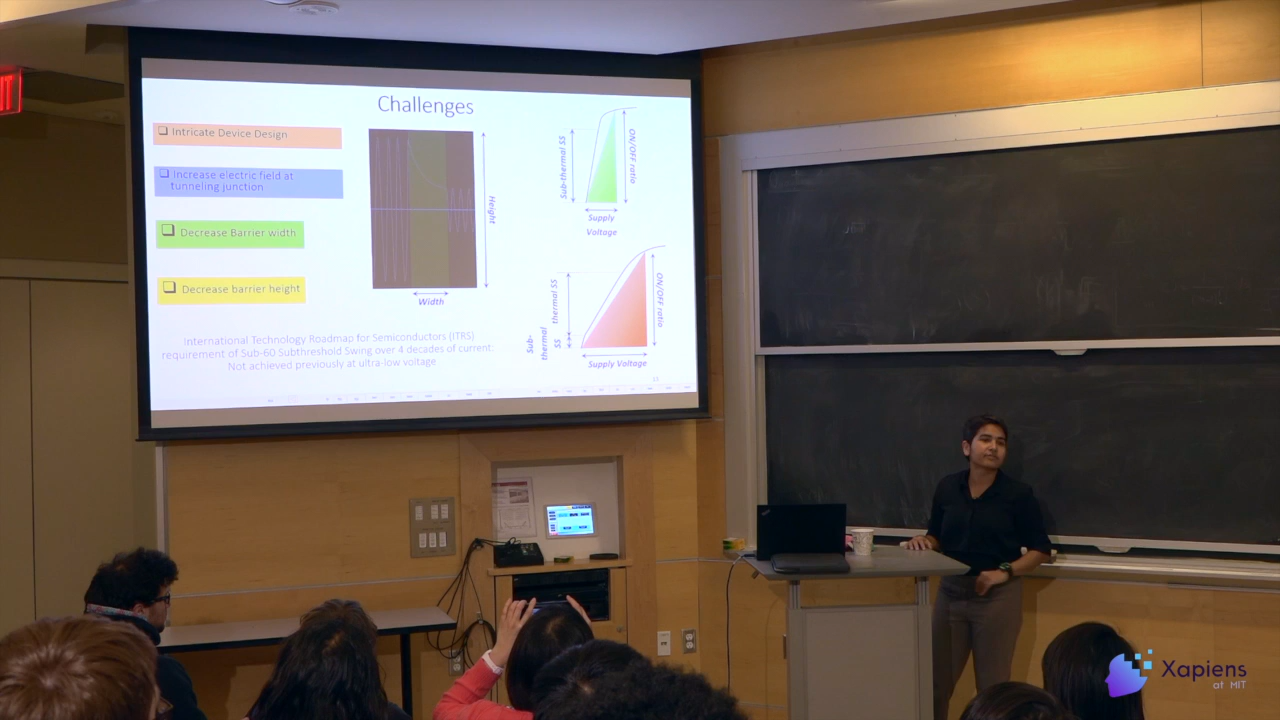 Challenges
❑ Intricate Device Design
❑ Increase electric field at
tunneling junction
❑ Decrease Barrier width
❑ Decrease barrier height
Height
Width
Sub-thermal SS
ON/OFF ratio
Supply
Voltage
thermal SS
Sub-
thermal
SS
ON/OFF ratio
Supply Voltage
International Technology Roadmap for Semiconductors (ITRS)
requirement of Sub-60 Subthreshold Swing over 4 decades of current:
Not achieved previously at ultra-low voltage
Xapiens
at MIT